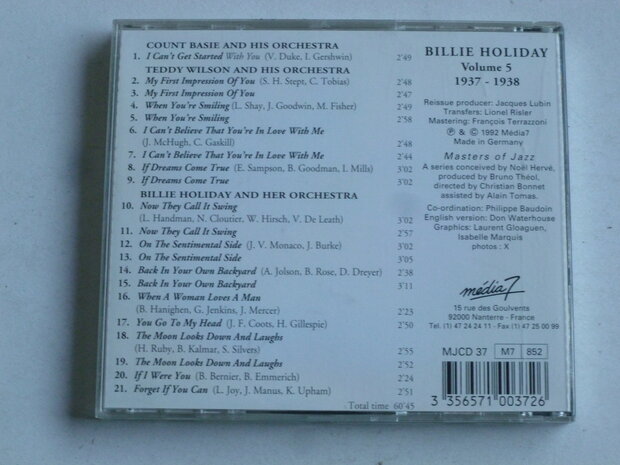 COUNT BASIE AND HIS ORCHESTRA
1. I Can't Get Started With You (V. Duke, I. Gershwin) 2'49
TEDDY WILSON AND HIS ORCHESTRA
2. My First Impression Of You (S. H. Stept, C. Tobias) 2'48
3. My First Impression Of You 2'47
4. When You're Smiling (L. Shay, J. Goodwin, M. Fisher) 2'49
5. When You're Smiling 2'58
6. I Can't Believe That You're In Love With Me
(J. McHugh, C. Gaskill) 2'48
7. I Can't Believe That You're In Love With Me 2'44
8. If Dreams Come True (E. Sampson, B. Goodman, I. Mills) 3'02
9. If Dreams Come True 3'02
BILLIE HOLIDAY AND HER ORCHESTRA
10. Now They Call It Swing
(L. Handman, N. Cloutier, W. Hirsch, V. De Leath) 3'02
11. Now They Call It Swing 2'57
12. On The Sentimental Side (J. V. Monaco, J. Burke) 3'02
13. On The Sentimental Side 3'05
14. Back In Your Own Backyard (A. Jolson, B. Rose, D. Dreyer) 2'38
15. Back In Your Own Backyard 3'11
16. When A Woman Loves A Man
(B. Hanighen, G. Jenkins, J. Mercer) 2'23
17. You Go To My Head (J. F. Coots, H. Gillespie) 2'50
18. The Moon Looks Down And Laughs
(H. Ruby, B. Kalmar, S. Silvers) 2'55
19. The Moon Looks Down And Laughs 2'52
20. If I Were You (B. Bernier, B. Emmerich) 2'24
21. Forget If You Can (L. Joy, J. Manus, K. Upham) 2'51
Total time 60'45
BILLIE HOLIDAY
Volume 5
1937 - 1938
Reissue producer: Jacques Lubin
Transfers: Lionel Risler
Mastering: François Terrazzoni
℗ & © 1992 Média7
Made in Germany
Masters of Jazz
A series conceived by Noël Hervé,
produced by Bruno Théol,
directed by Christian Bonnet
assisted by Alain Tomas.
Co-ordination: Philippe Baudoin
English version: Don Waterhouse
Graphics: Laurent Gloaguen,
Isabelle Marquis
photos : X
média 7
15 rue des Goulvents
92000 Nanterre - France
Tel. (1) 47 24 24 11 - Fax (1) 47 25 00 99
MJCD 37 M7 852
3 356571 003726